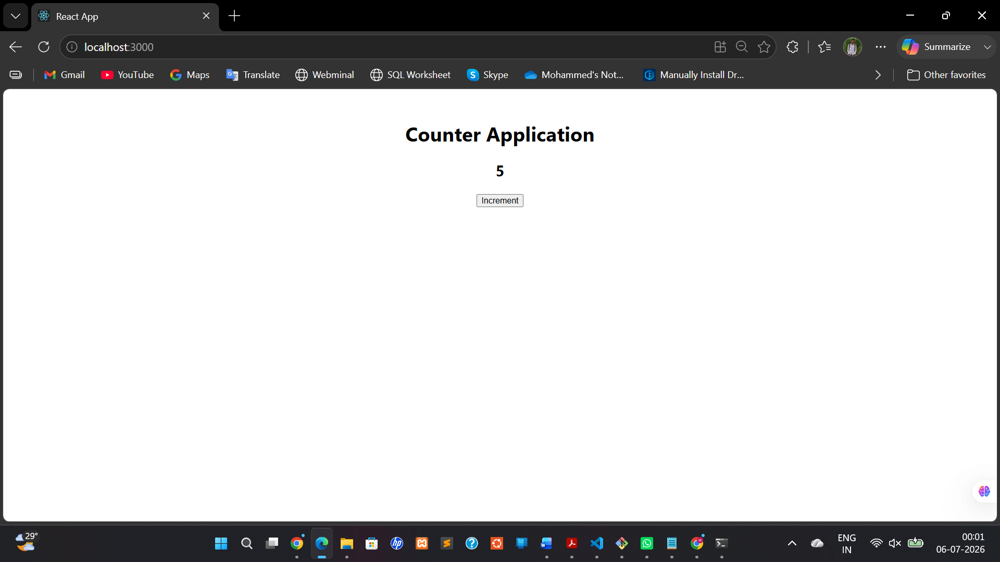 React App
localhost:3000
Summarize
Gmail
YouTube
Maps
Translate
Webminal
SQL Worksheet
Skype
Mohammed's Not...
Manually Install Dr...
Other favorites
Counter Application
5
Increment
29°
ENG
IN
00:01
06-07-2026